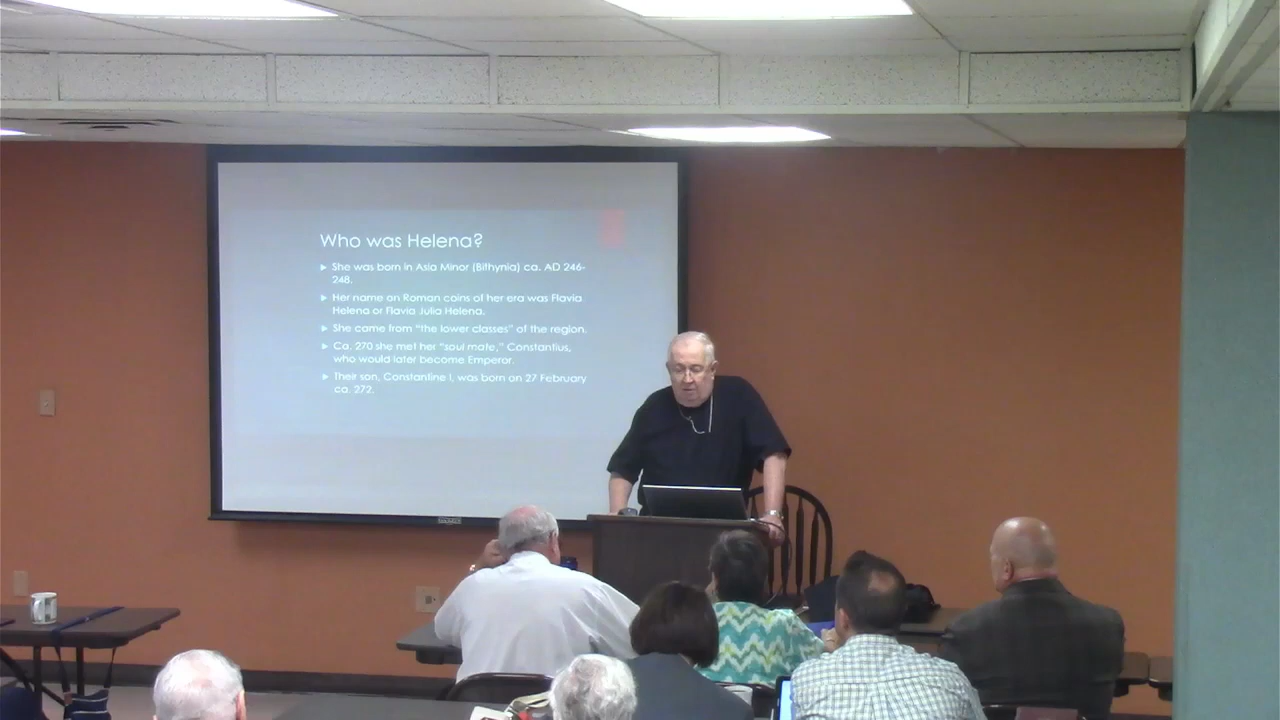 Who was Helena?
▶ She was born in Asia Minor (Bithynia) ca. AD 246-
248.
▶ Her name on Roman coins of her era was Flavia
Helena or Flavia Julia Helena.
▶ She came from "the lower classes" of the region.
▶ Ca. 270 she met her "soul mate," Constantius,
who would later become Emperor.
▶ Their son, Constantine I, was born on 27 February
ca. 272.